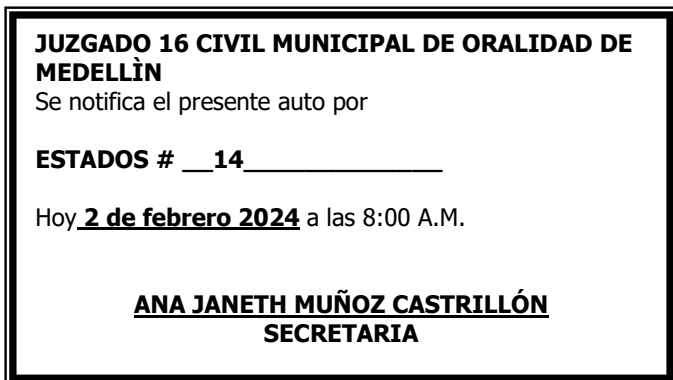 JUZGADO 16 CIVIL MUNICIPAL DE ORALIDAD DE
MEDELLÌN
Se notifica el presente auto por
ESTADOS # __14_____________
Hoy 2 de febrero 2024 a las 8:00 A.M.
ANA JANETH MUÑOZ CASTRILLÓN
SECRETARIA